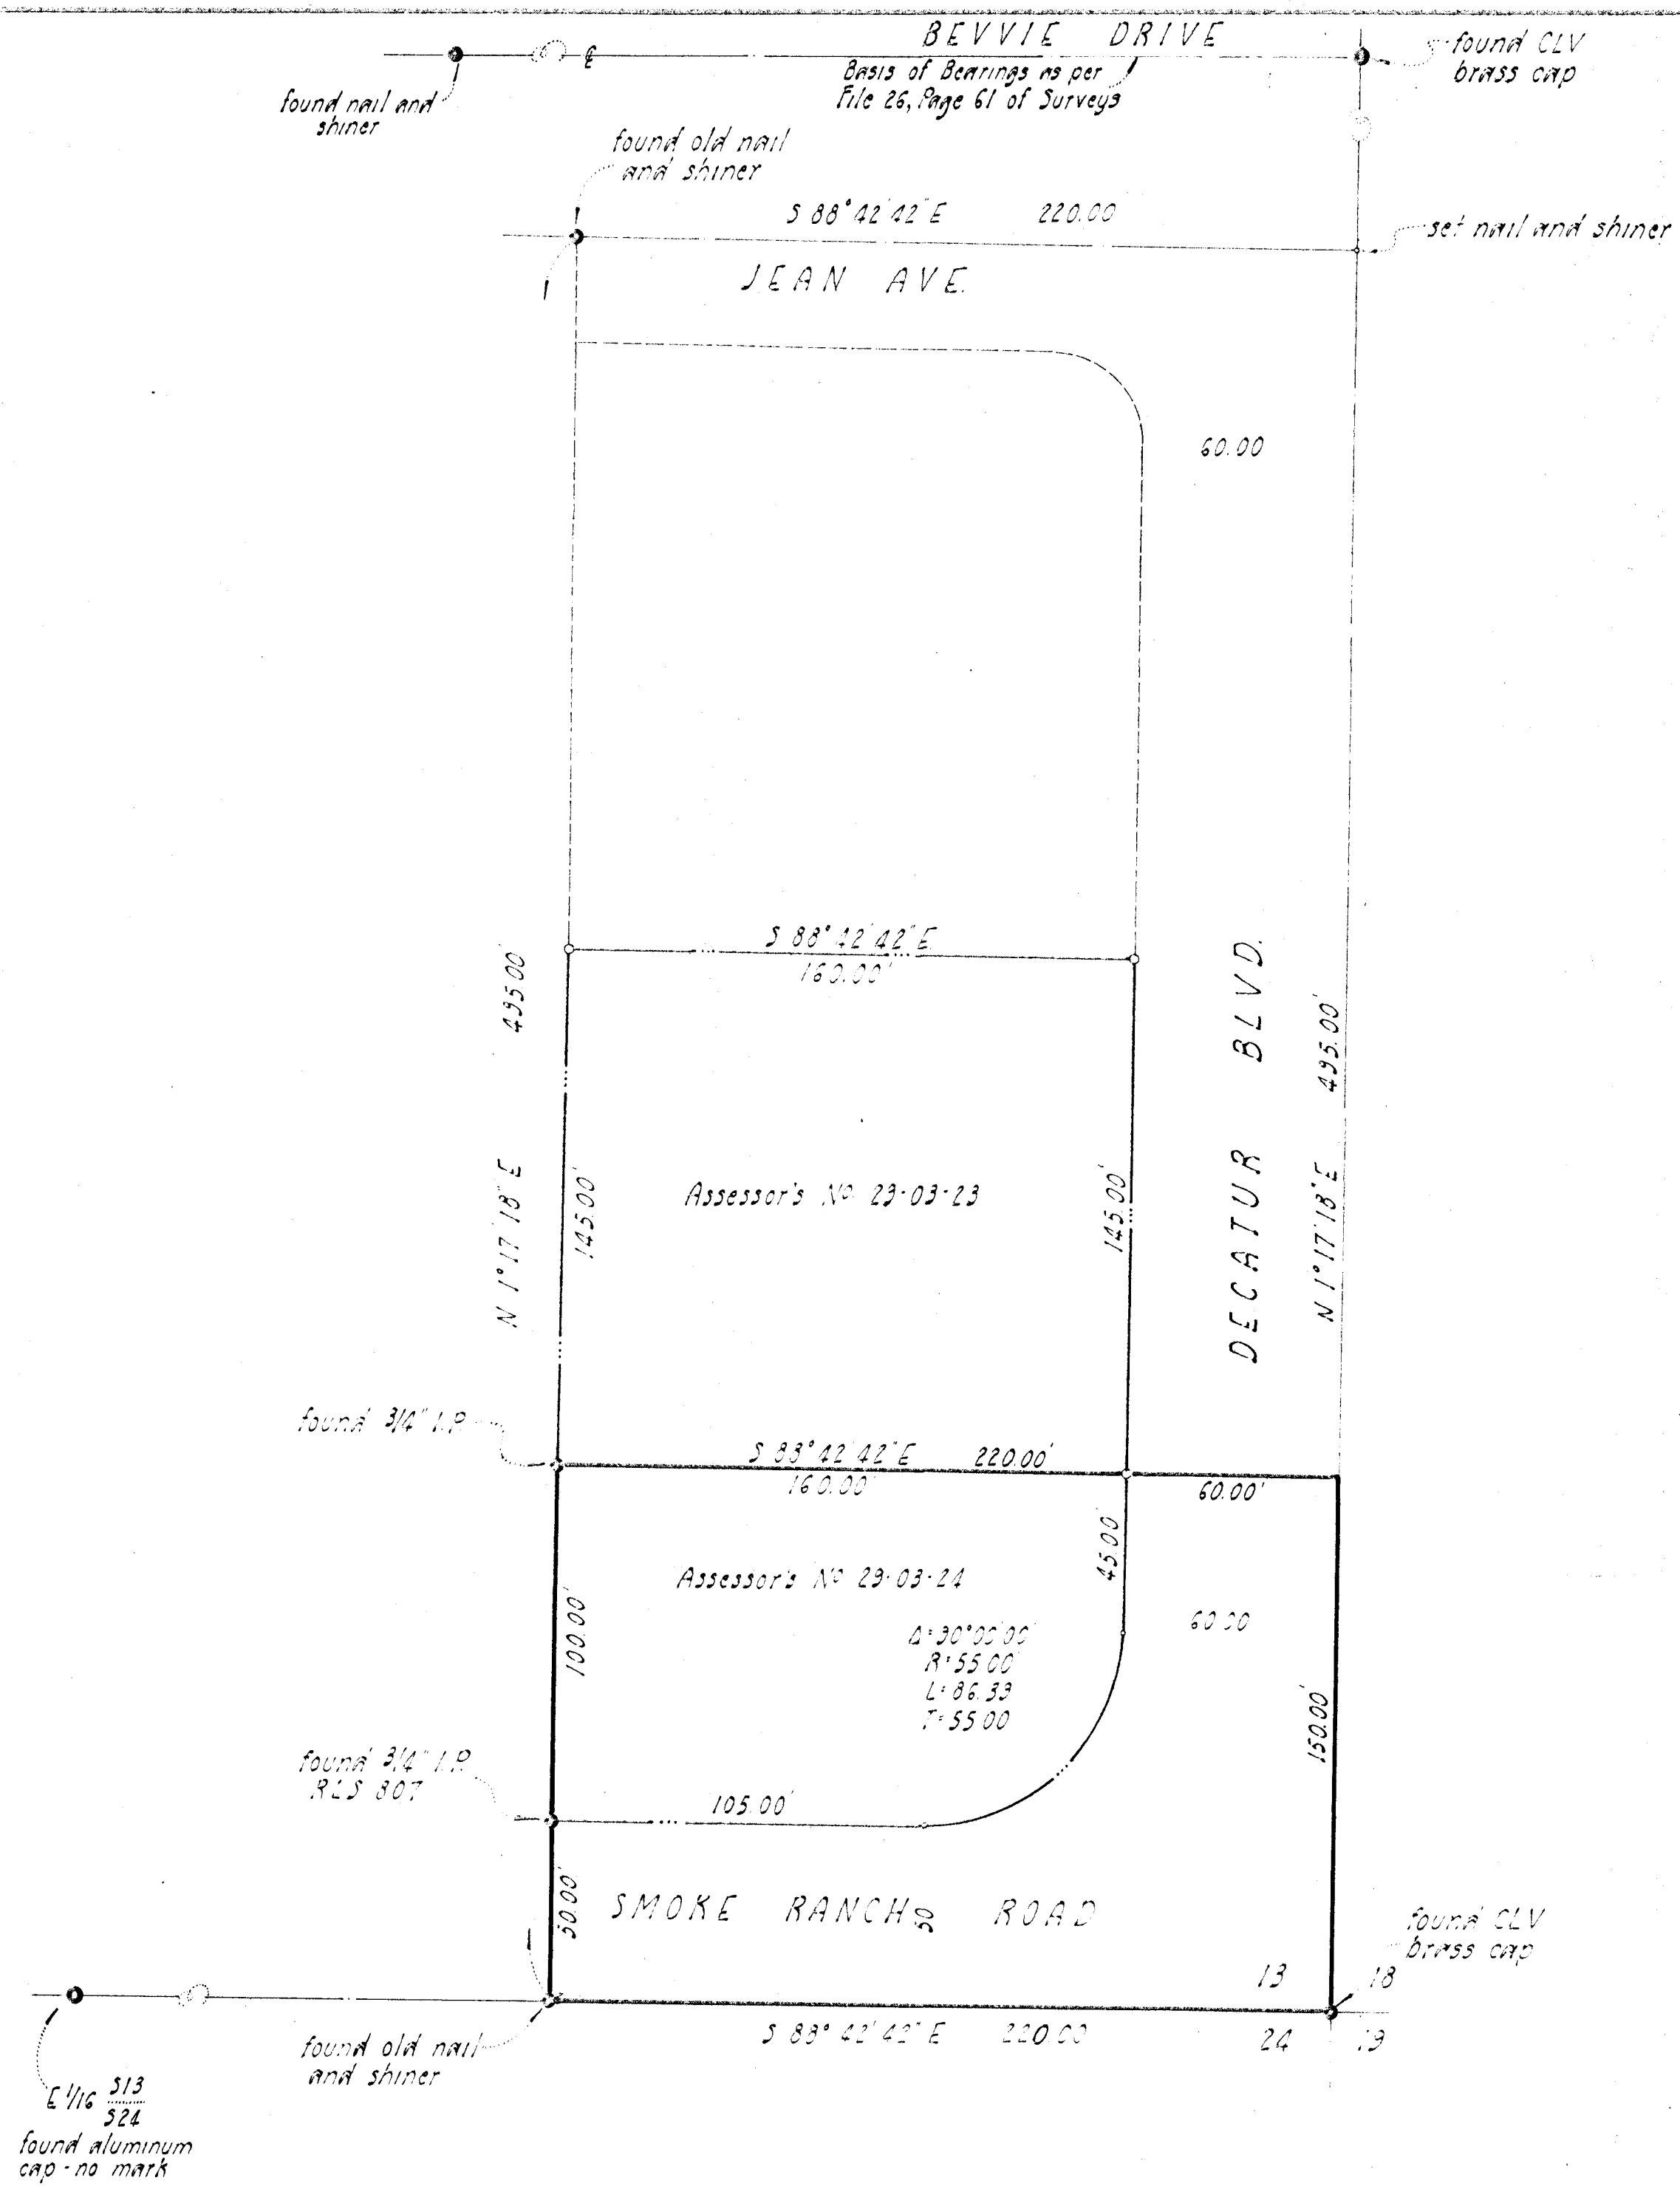 BEVVIE DRIVE
Basis of Bearings as per
File 26, Page 61 of Surveys
found CLV
brass cap
found nail and
shiner
found old nail
and shiner
S 88°42'42" E 220.00'
set nail and shiner
JEAN AVE.
60.00
S 88°42'42" E
160.00'
495.00'
N 1°17'18" E
145.00'
Assessor's No. 29-03-23
145.00'
DECATUR BLVD.
N 1°17'18" E 495.00'
found 3/4" I.P.
S 88°42'42" E 220.00'
160.00'
60.00'
45.00'
Assessor's No 29-03-24
100.00'
60.00
Δ=90°00'00"
R=55.00'
L=86.39
T=55.00
150.00'
found 3/4" I.P.
RLS 807
105.00'
50.00'
SMOKE RANCH ROAD
50
found CLV
brass cap
13 18
24 19
S 88°42'42" E 220.00
found old nail
and shiner
E 1/16 S13
S24
found aluminum
cap - no mark